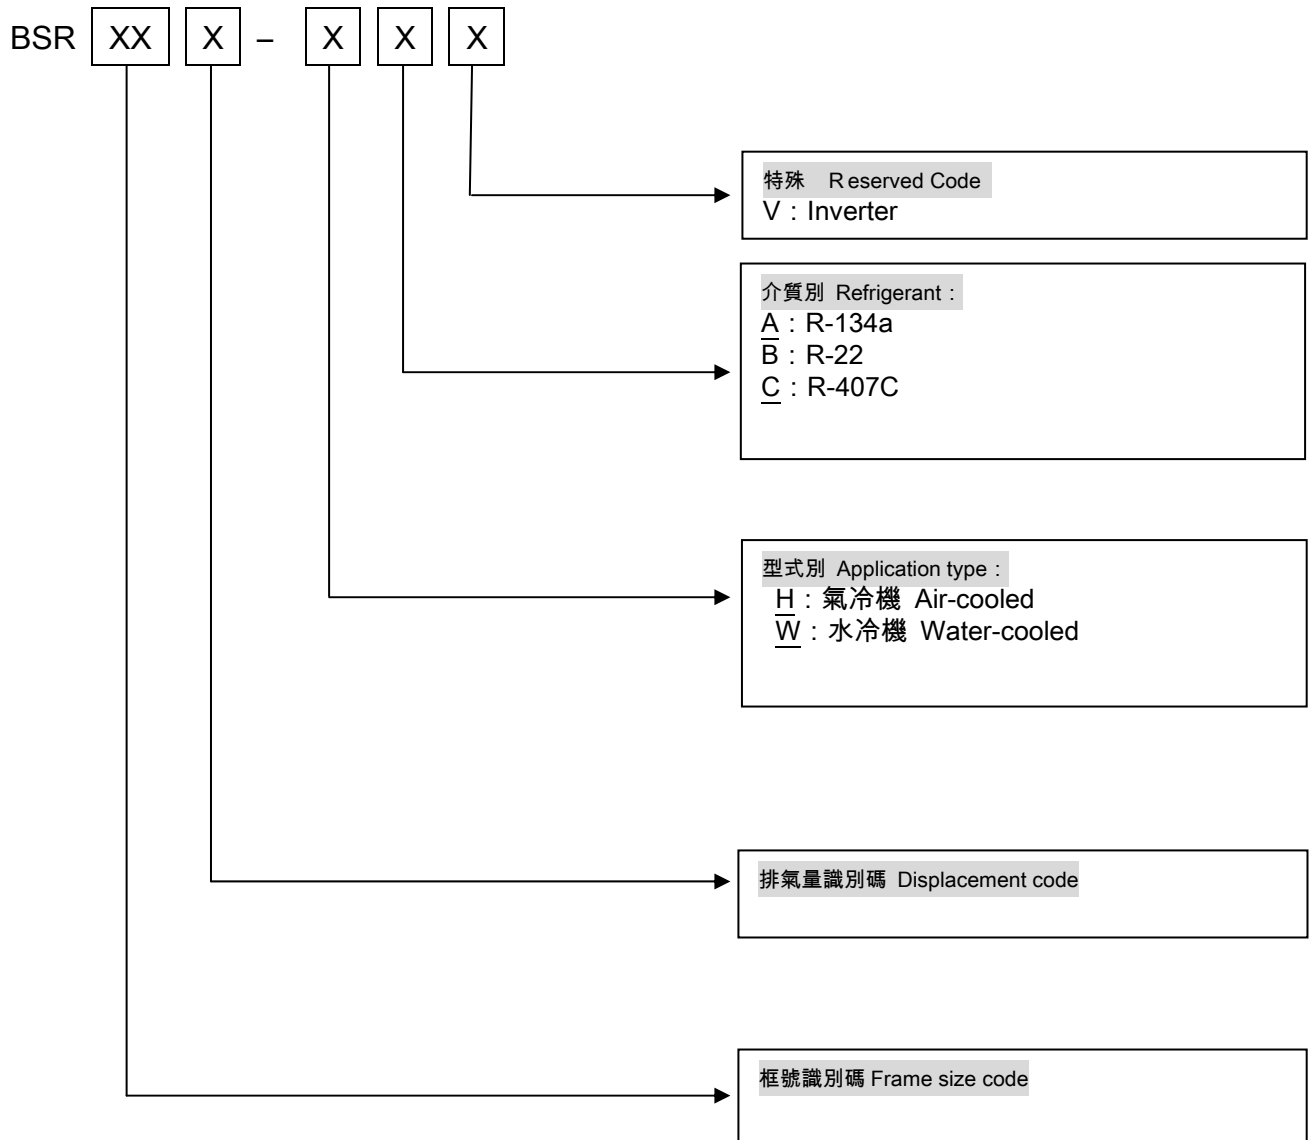 BSR XX X – X X X
特殊 Reserved Code
V：Inverter
介質別 Refrigerant：
A：R-134a
B：R-22
C：R-407C
型式別 Application type：
H：氣冷機 Air-cooled
W：水冷機 Water-cooled
排氣量識別碼 Displacement code
框號識別碼 Frame size code